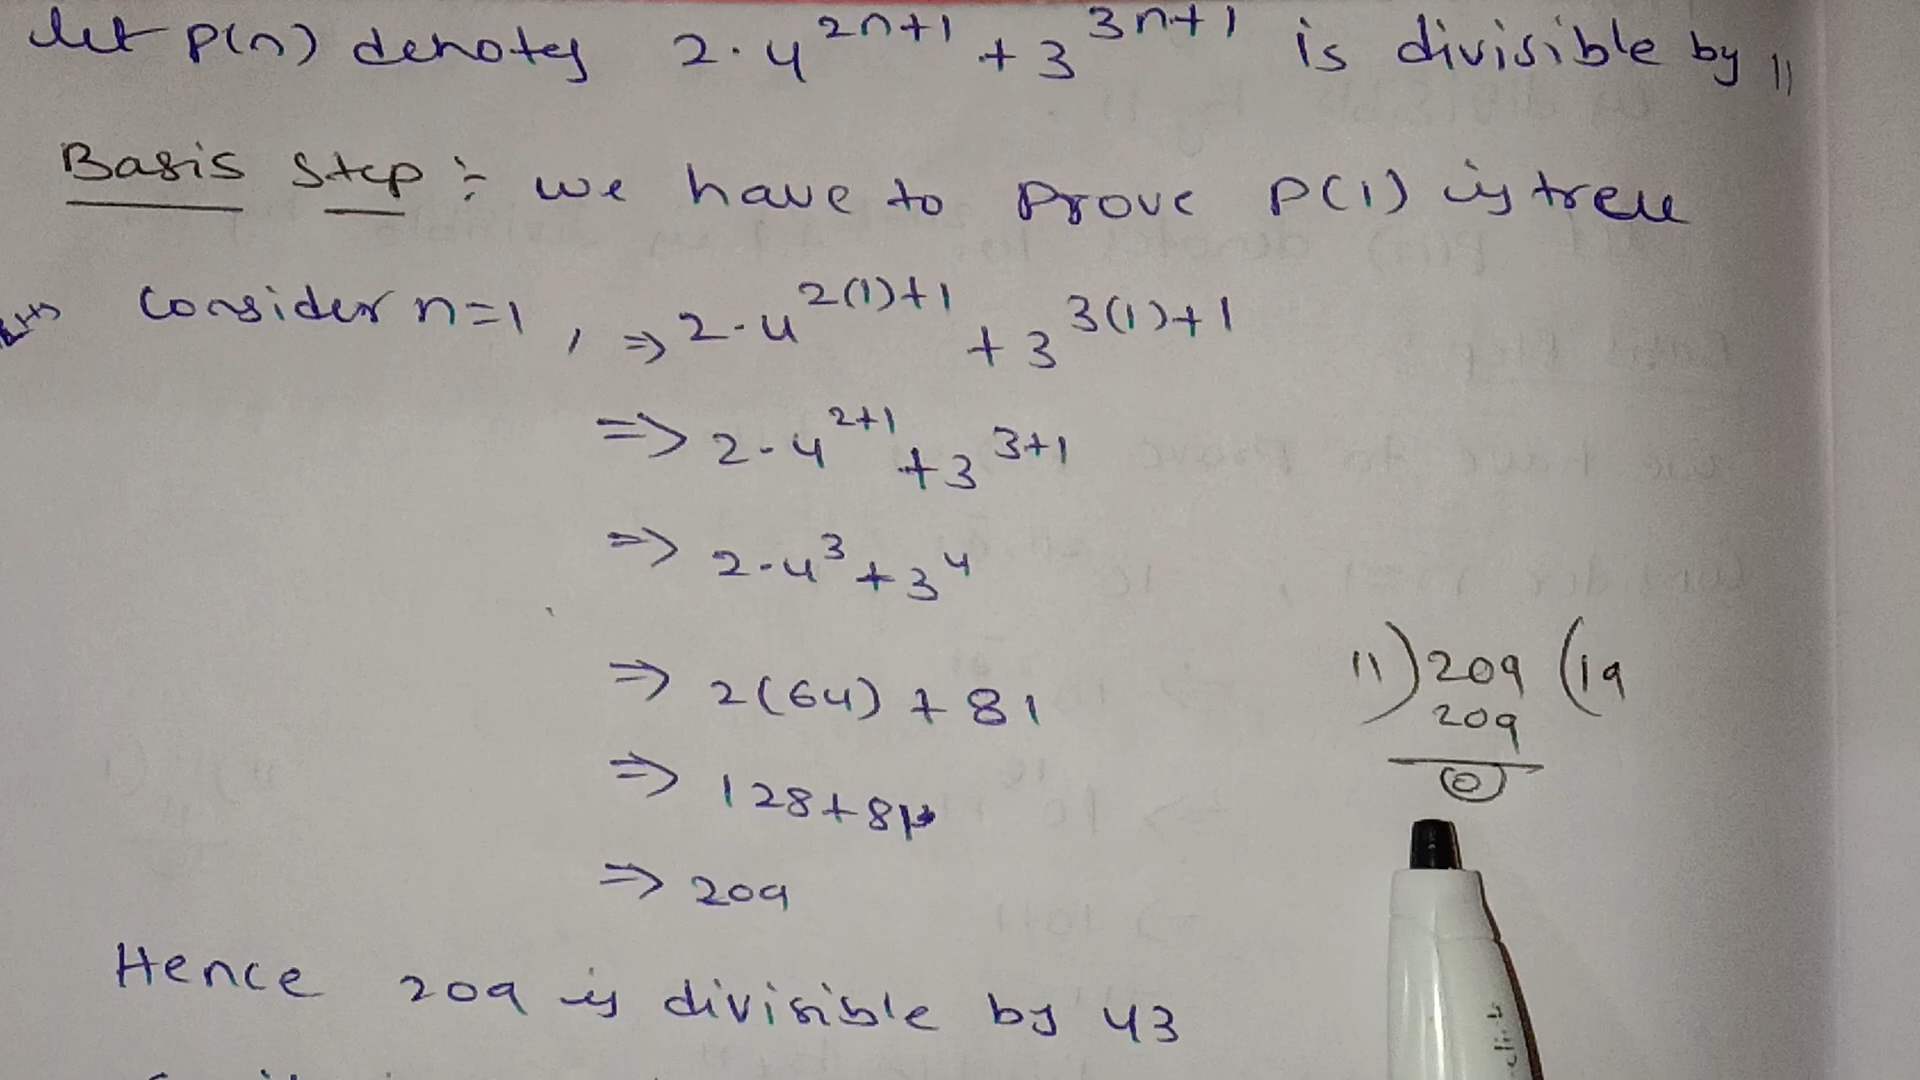 let P(n) denotes 2·4^{2n+1} + 3^{3n+1} is divisible by 11
Basis step :- we have to prove P(1) is true
consider n=1, ⇒ 2·4^{2(1)+1} + 3^{3(1)+1}
⇒ 2·4^{2+1} + 3^{3+1}
⇒ 2·4^3 + 3^4
⇒ 2(64) + 81
11)209(19
209
0
⇒ 128+81
⇒ 209
Hence 209 is divisible by 43